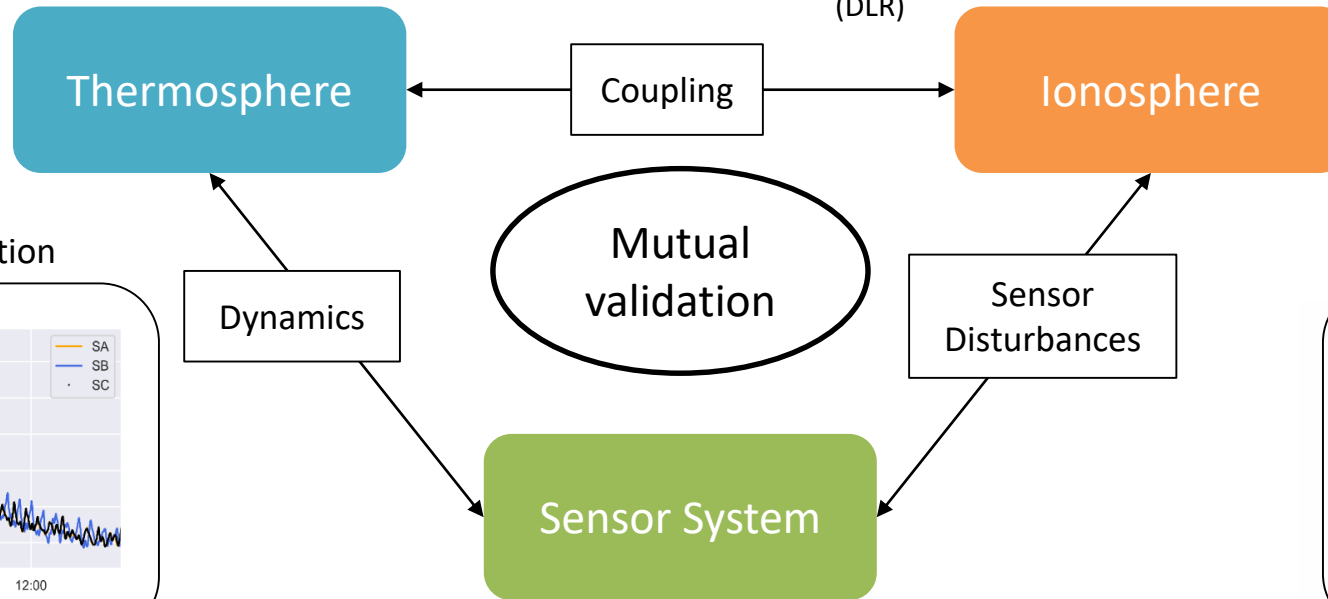 (DLR)
Thermosphere
Coupling
Ionosphere
Mutual
validation
tion
Dynamics
Sensor
Disturbances
SA
SB
SC
Sensor System
12:00